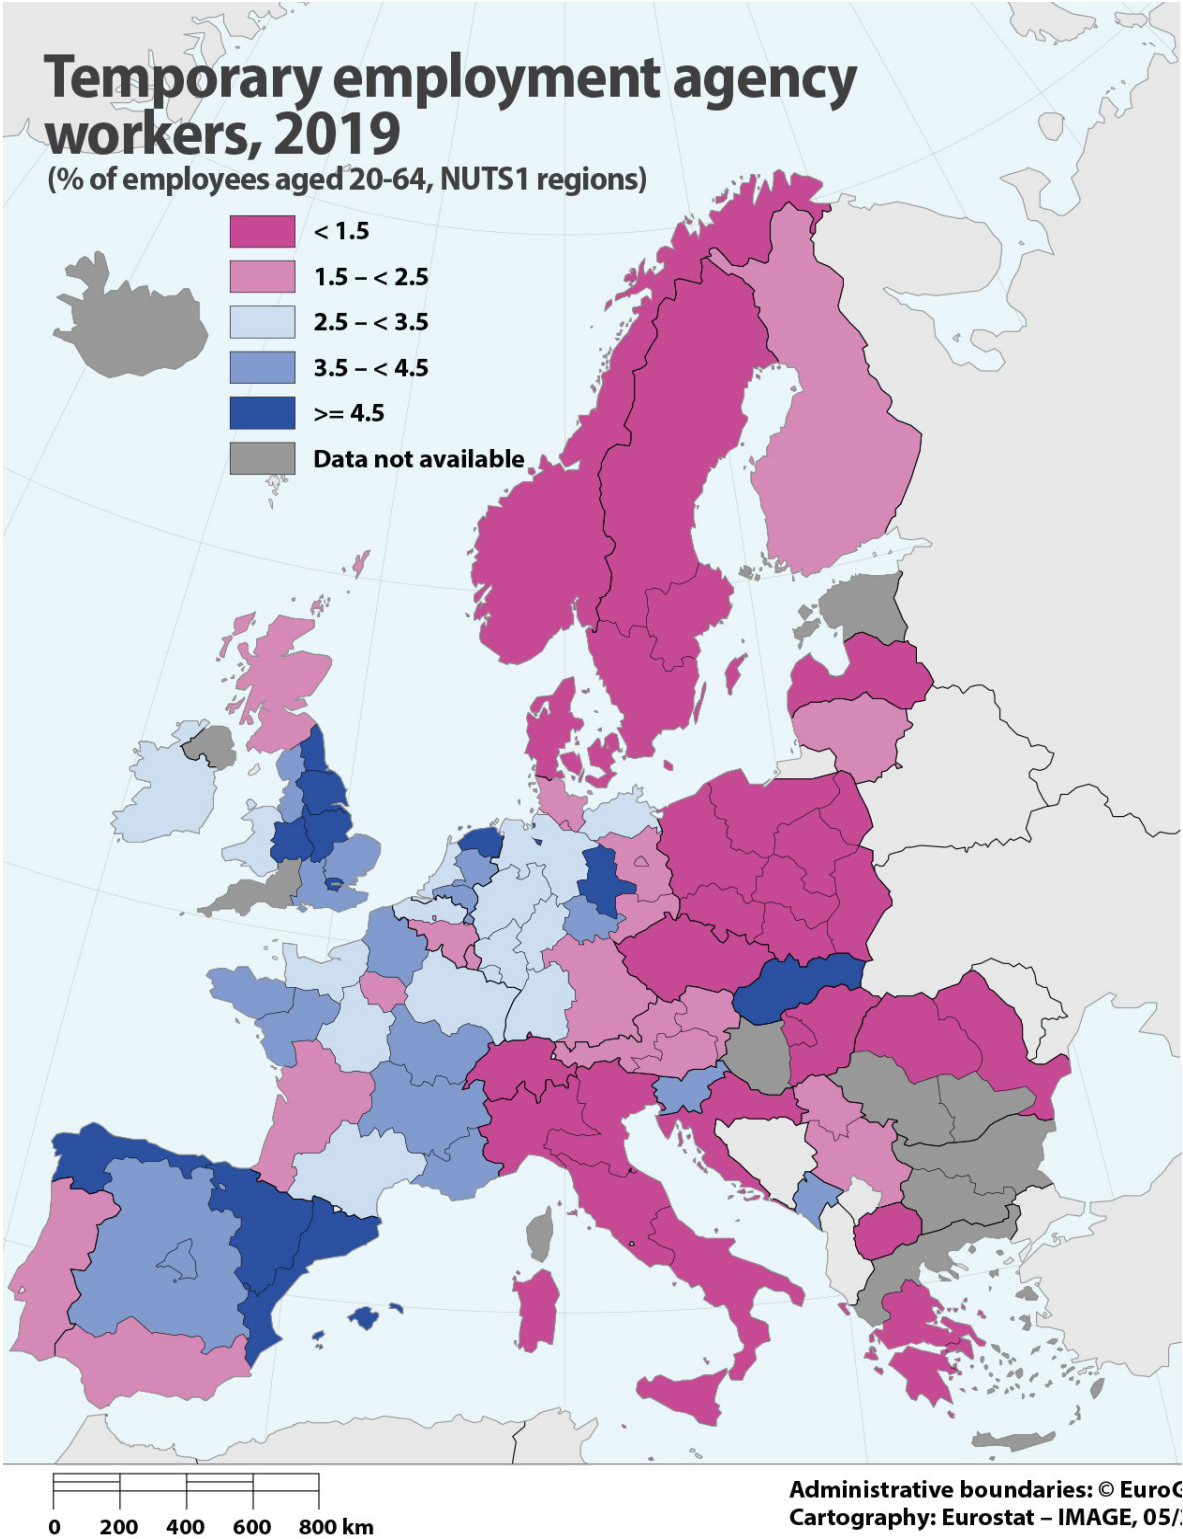 Temporary employment agency
workers, 2019
(% of employees aged 20-64, NUTS1 regions)
< 1.5
1.5 – < 2.5
2.5 – < 3.5
3.5 – < 4.5
>= 4.5
Data not available
0 200 400 600 800 km
Administrative boundaries: © EuroG
Cartography: Eurostat – IMAGE, 05/